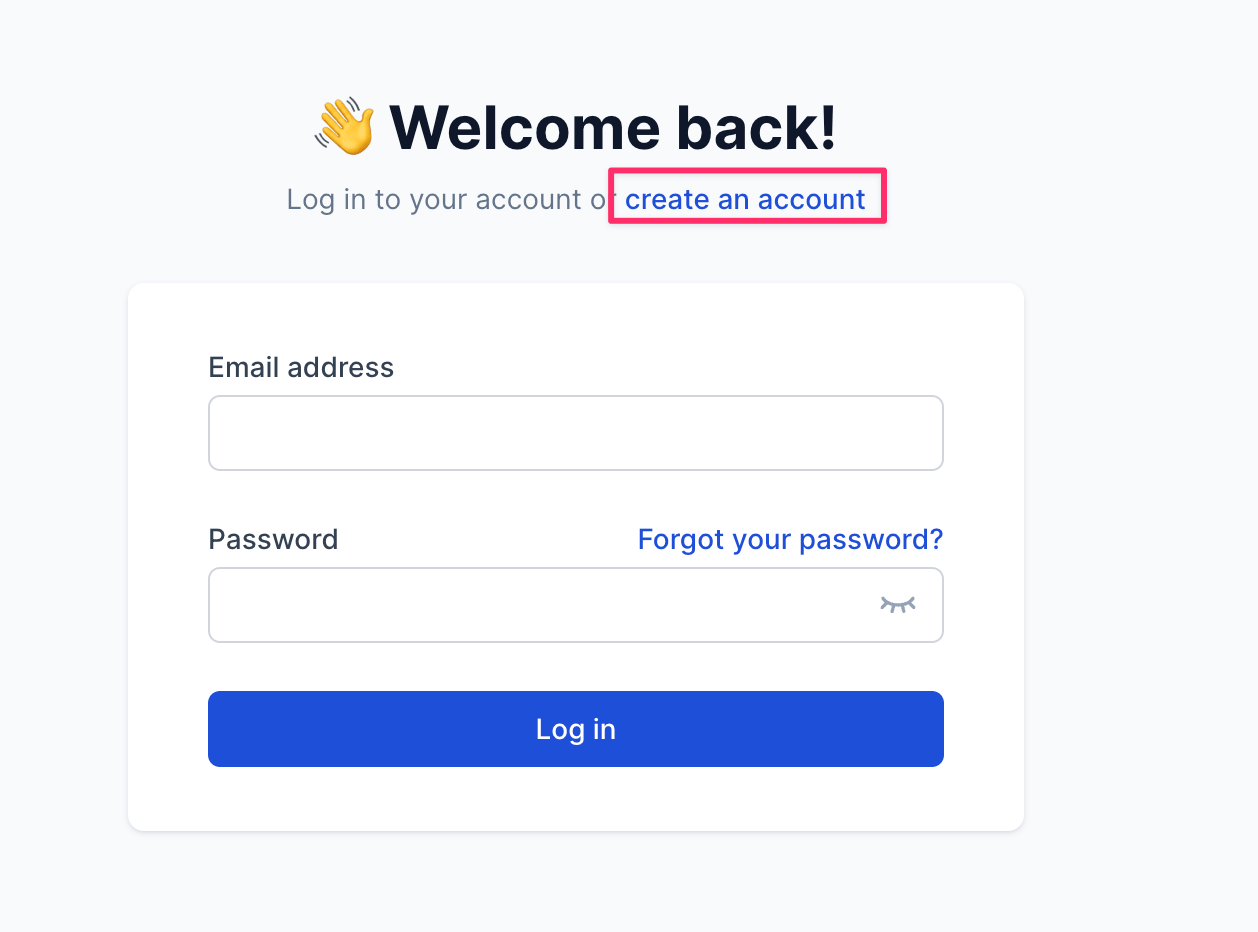 👋 Welcome back!
Log in to your account or create an account
Email address
Password Forgot your password?
Log in